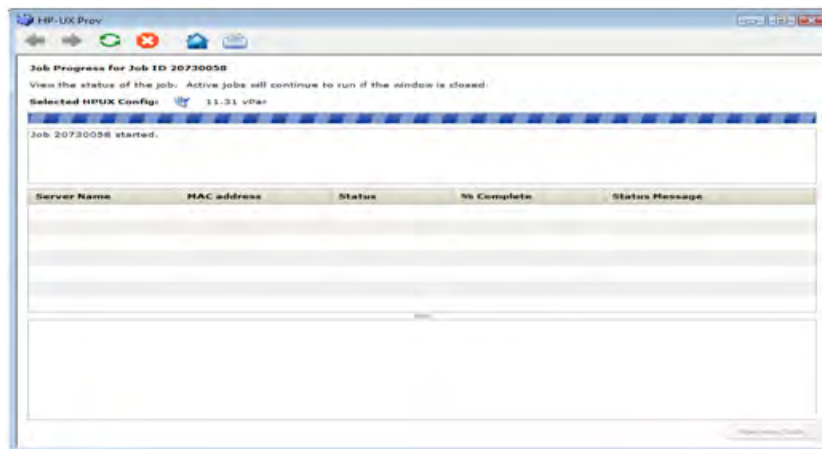 HP-UX Prov
Job Progress for Job ID 20730058
View the status of the job. Active jobs will continue to run if the window is closed.
Selected HPUX Config: 11.31 vPar
Job 20730058 started.
Server Name MAC address Status % Complete Status Message